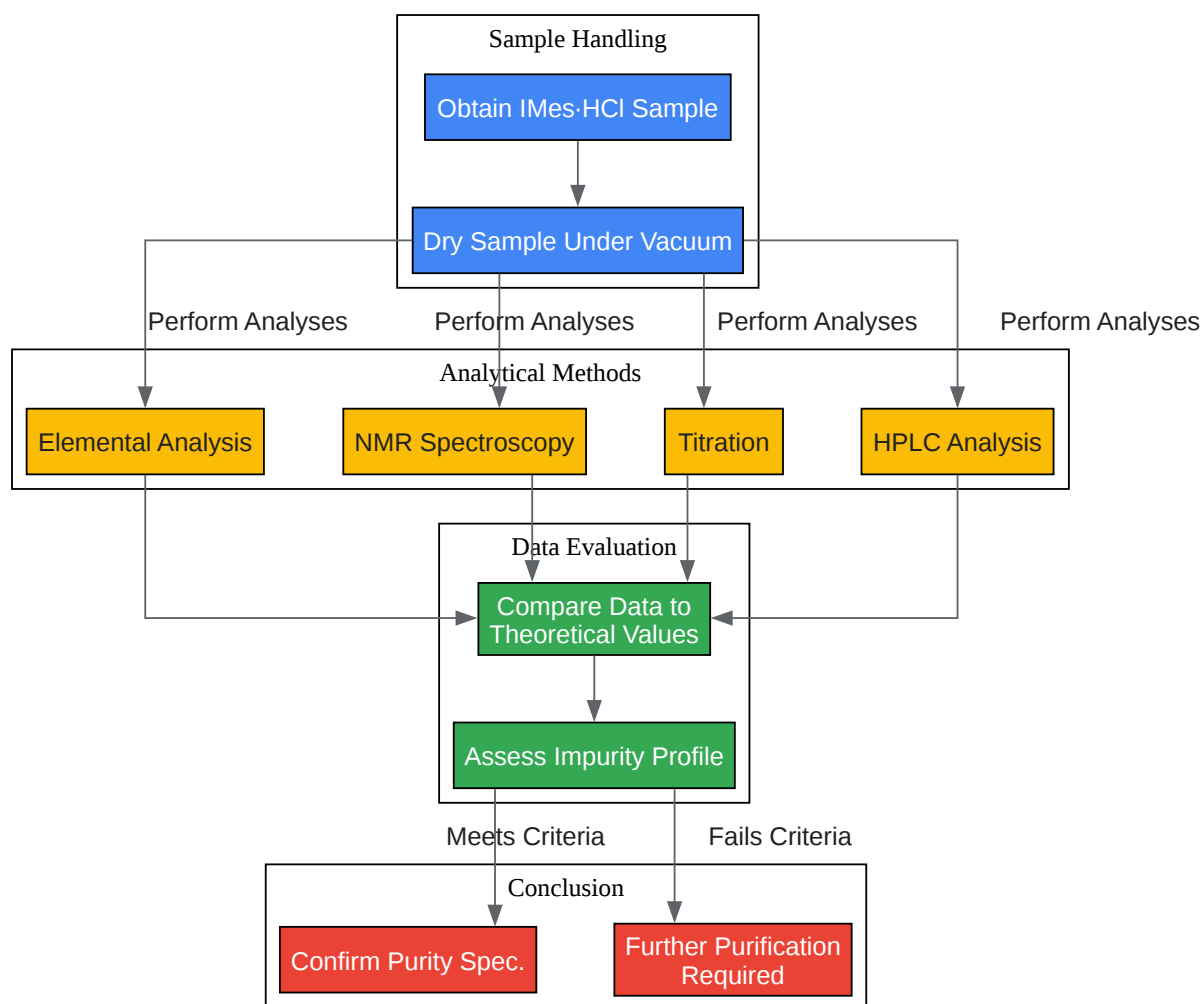 Sample Handling
Obtain IMes·HCl Sample
Dry Sample Under Vacuum
Perform Analyses
Perform Analyses
Perform Analyses
Perform Analyses
Analytical Methods
Elemental Analysis
NMR Spectroscopy
Titration
HPLC Analysis
Data Evaluation
Compare Data to
Theoretical Values
Assess Impurity Profile
Meets Criteria
Fails Criteria
Conclusion
Confirm Purity Spec.
Further Purification
Required